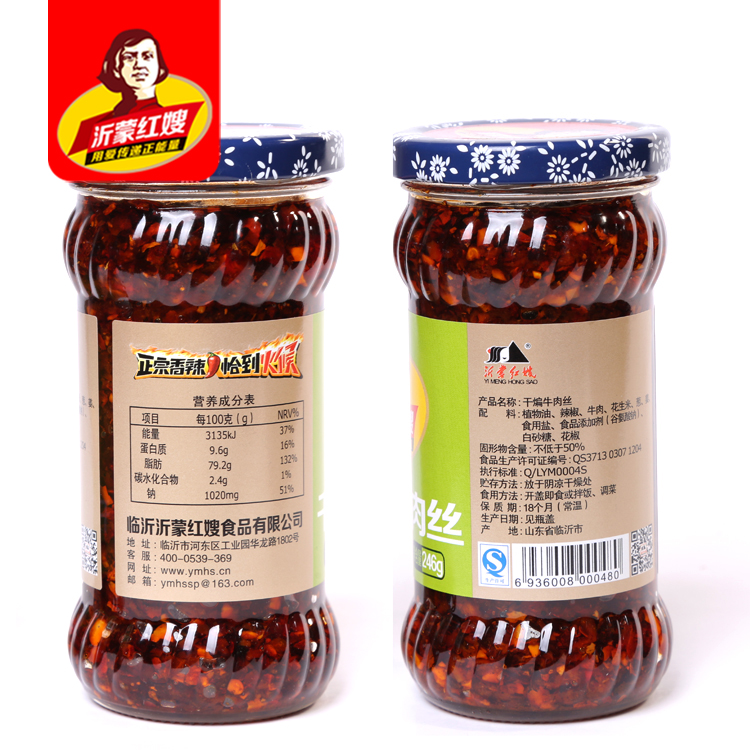 沂蒙红嫂
用爱传递正能量
正宗香辣恰到火候
营养成分表
项目 每100克(g) NRV%
能量 3135kJ 37%
蛋白质 9.6g 16%
脂肪 79.2g 132%
碳水化合物 2.4g 1%
钠 1020mg 51%
临沂沂蒙红嫂食品有限公司
地 址:临沂市河东区工业园华龙路1802号
客 服:400-0539-369
网 址:www.ymhs.cn
邮 箱:ymhssp@163.com
沂蒙红嫂
YI MENG HONG SAO
产品名称:干煸牛肉丝
配 料:植物油、辣椒、牛肉、花生米、葱、姜、
食用盐、食品添加剂(谷氨酸钠)、
白砂糖、花椒
固形物含量:不低于50%
食品生产许可证编号:QS3713 0307 1204
执行标准:Q/LYM0004S
贮存方法:放于阴凉干燥处
食用方法:开盖即食或拌饭、调菜
保 质 期:18个月(常温)
生产日期:见瓶盖
产 地:山东省临沂市
肉丝
246g
生产许可
6 936008 000480